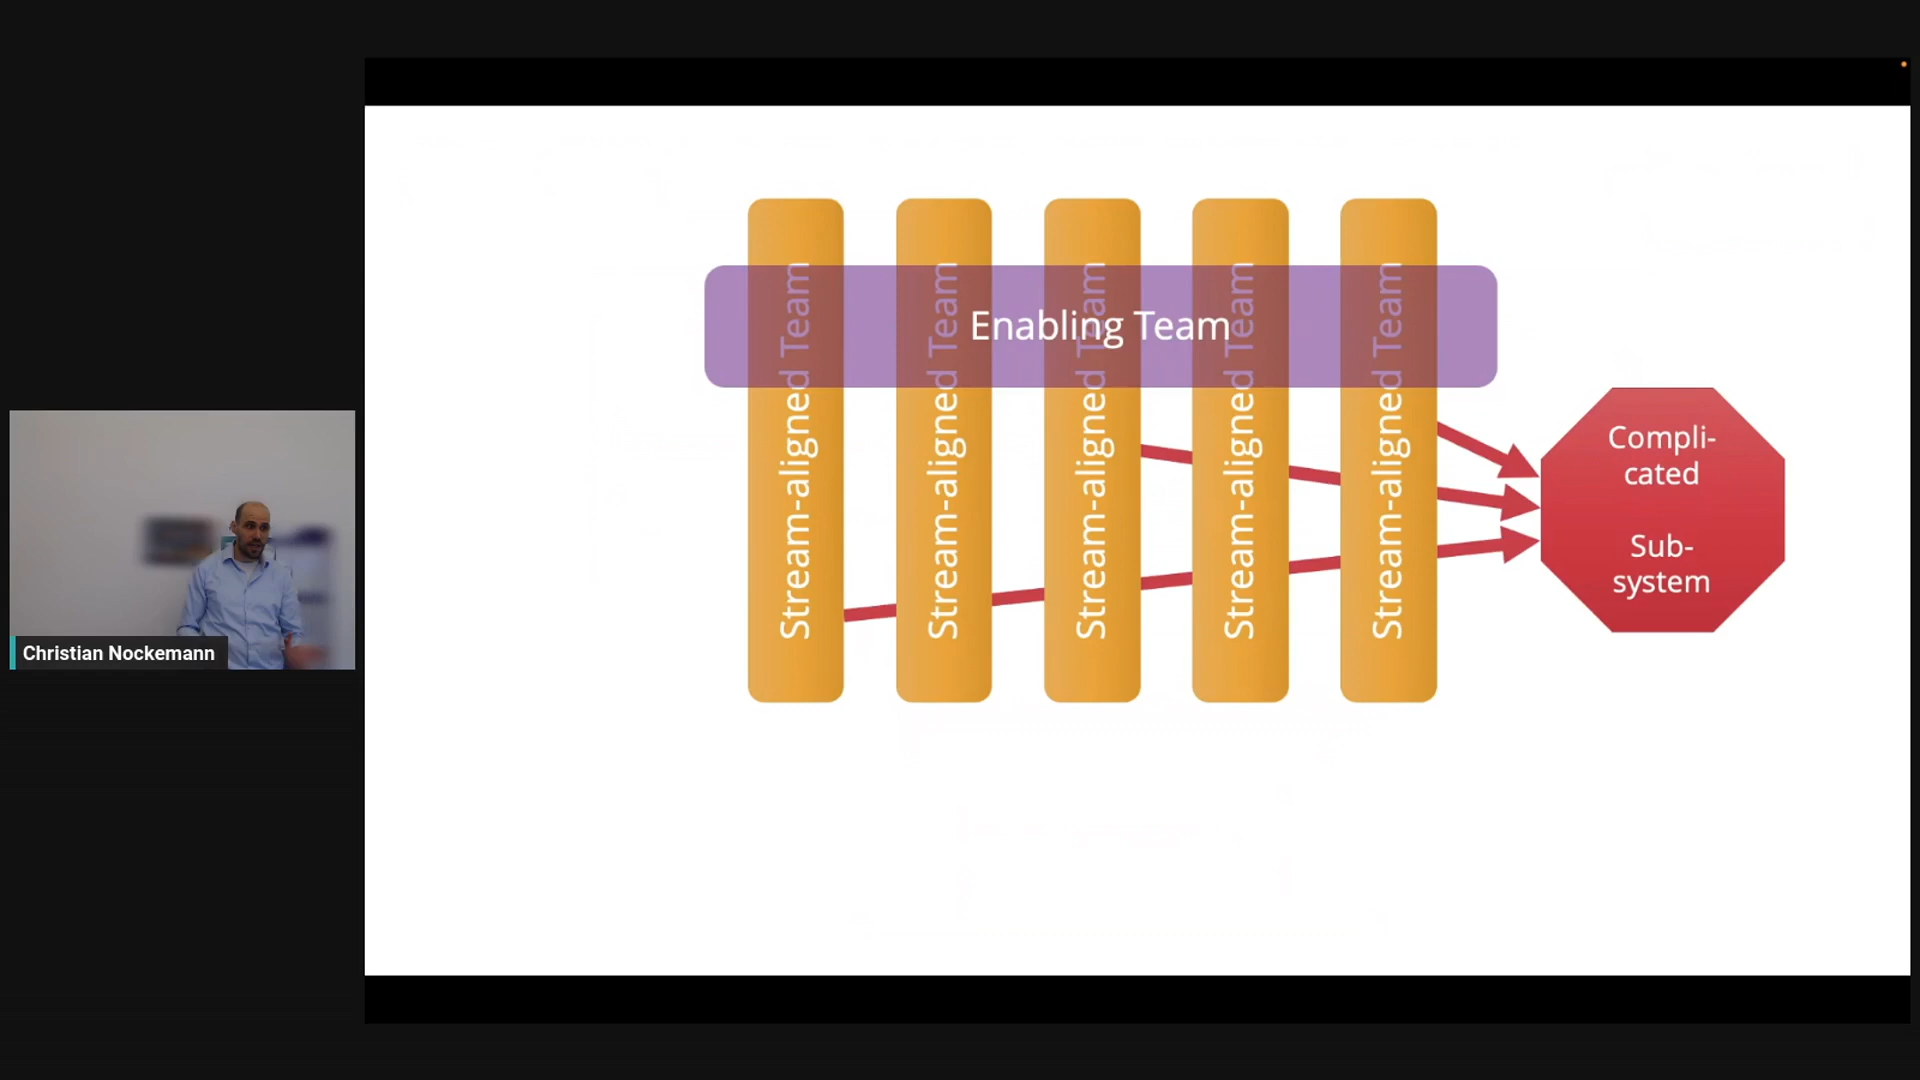 Enabling Team
Stream-aligned Team
Stream-aligned Team
Stream-aligned Team
Stream-aligned Team
Stream-aligned Team
Compli-
cated
Sub-
system
Christian Nockemann